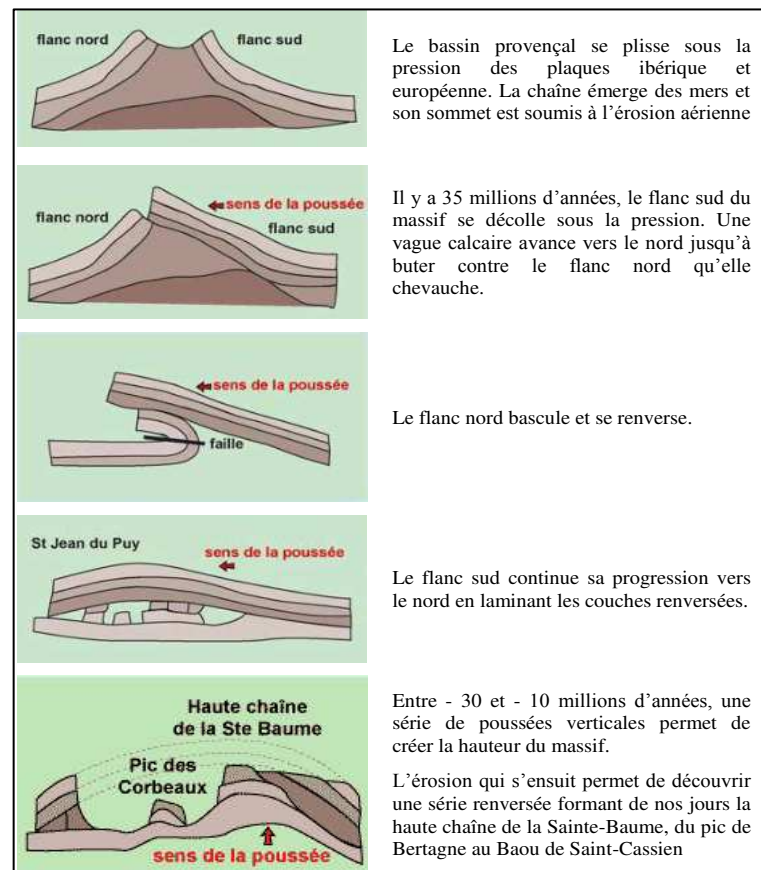 flanc nord
flanc sud
Le bassin provençal se plisse sous la
pression des plaques ibérique et
européenne. La chaîne émerge des mers et
son sommet est soumis à l'érosion aérienne
flanc nord
sens de la poussée
flanc sud
Il y a 35 millions d'années, le flanc sud du
massif se décolle sous la pression. Une
vague calcaire avance vers le nord jusqu'à
buter contre le flanc nord qu'elle
chevauche.
sens de la poussée
faille
Le flanc nord bascule et se renverse.
St Jean du Puy
sens de la poussée
Le flanc sud continue sa progression vers
le nord en laminant les couches renversées.
Haute chaîne
de la Ste Baume
Pic des
Corbeaux
sens de la poussée
Entre - 30 et - 10 millions d'années, une
série de poussées verticales permet de
créer la hauteur du massif.
L'érosion qui s'ensuit permet de découvrir
une série renversée formant de nos jours la
haute chaîne de la Sainte-Baume, du pic de
Bertagne au Baou de Saint-Cassien